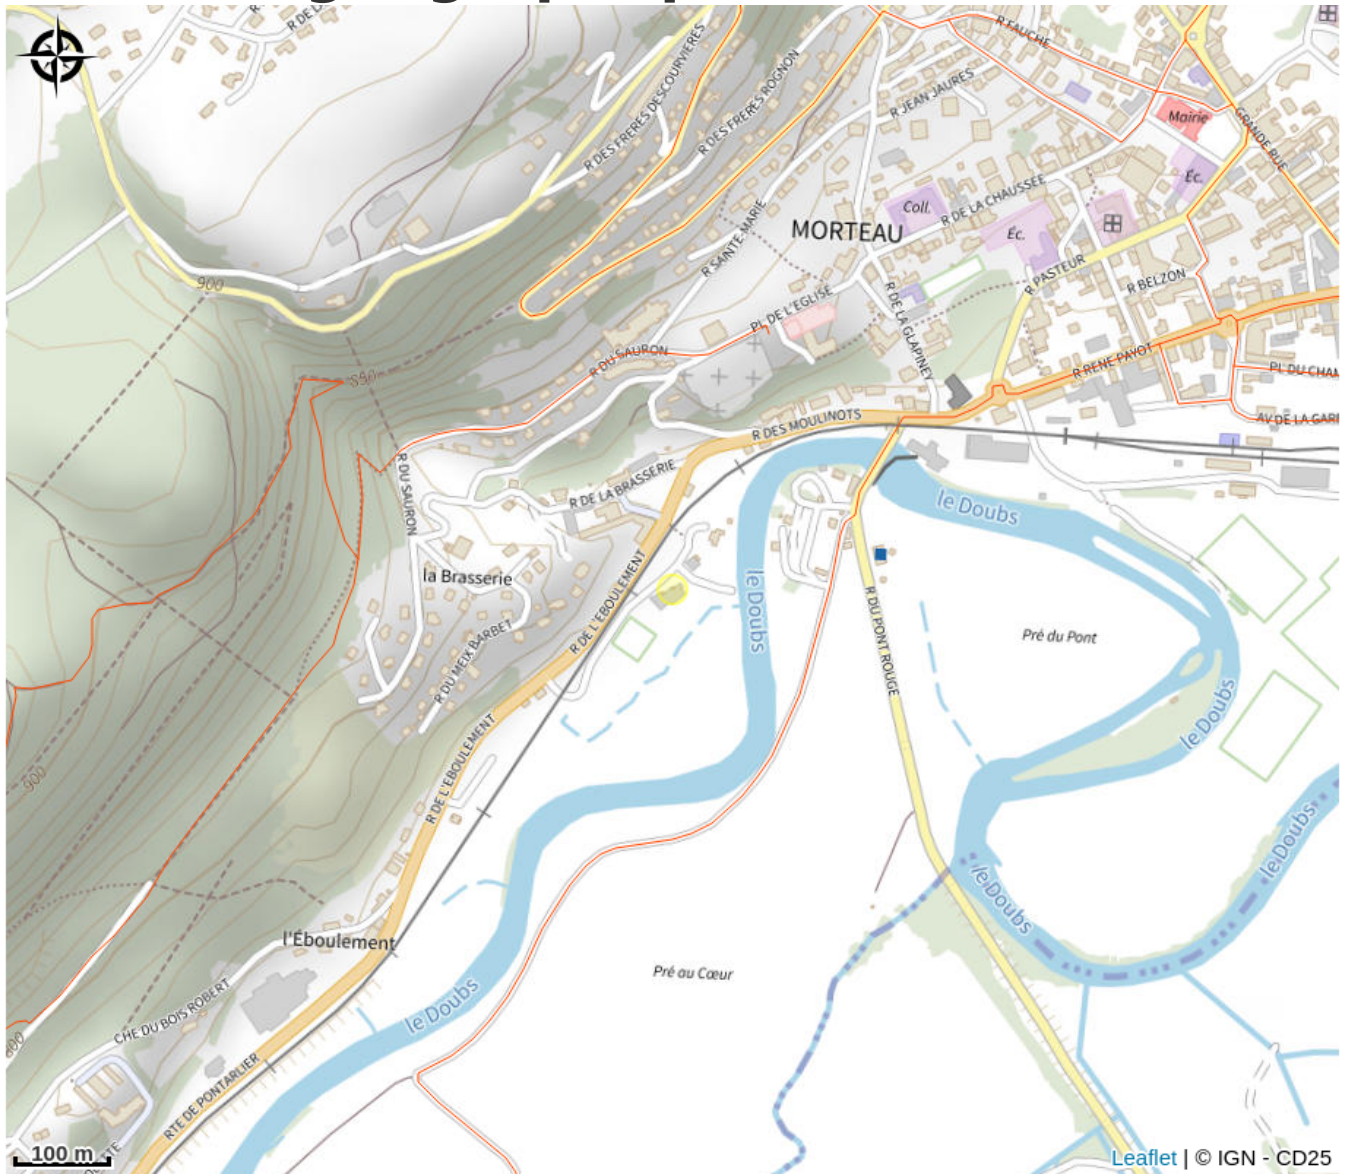 R FAUCHE
R DES FRERES DESCOURVIERES
R DES FRERES ROGNON
R JEAN JAURES
Mairie
GRANDE RUE
Éc.
Coll.
R DE LA CHAUSSEE
MORTEAU
Éc.
R SAINTE-MARIE
R PASTEUR
R BELZON
900
PL DE L'EGLISE
R DE LA GLAPINEY
R DU SAURON
R RENE PAYOT
850
PL DU CHAM
R DES MOULINOTS
AV DE LA GAR
R DU SAURON
R DE LA BRASSERIE
le Doubs
la Brasserie
le Doubs
R DE L'EBOULEMENT
R DU PONT ROUGE
Pré du Pont
R DU MEIX BARBET
le Doubs
R DE L'EBOULEMENT
900
le Doubs
le Doubs
l'Éboulement
Pré au Cœur
CHE DU BOIS ROBERT
le Doubs
RTE DE PONTARLIER
100 m
Leaflet | © IGN - CD25